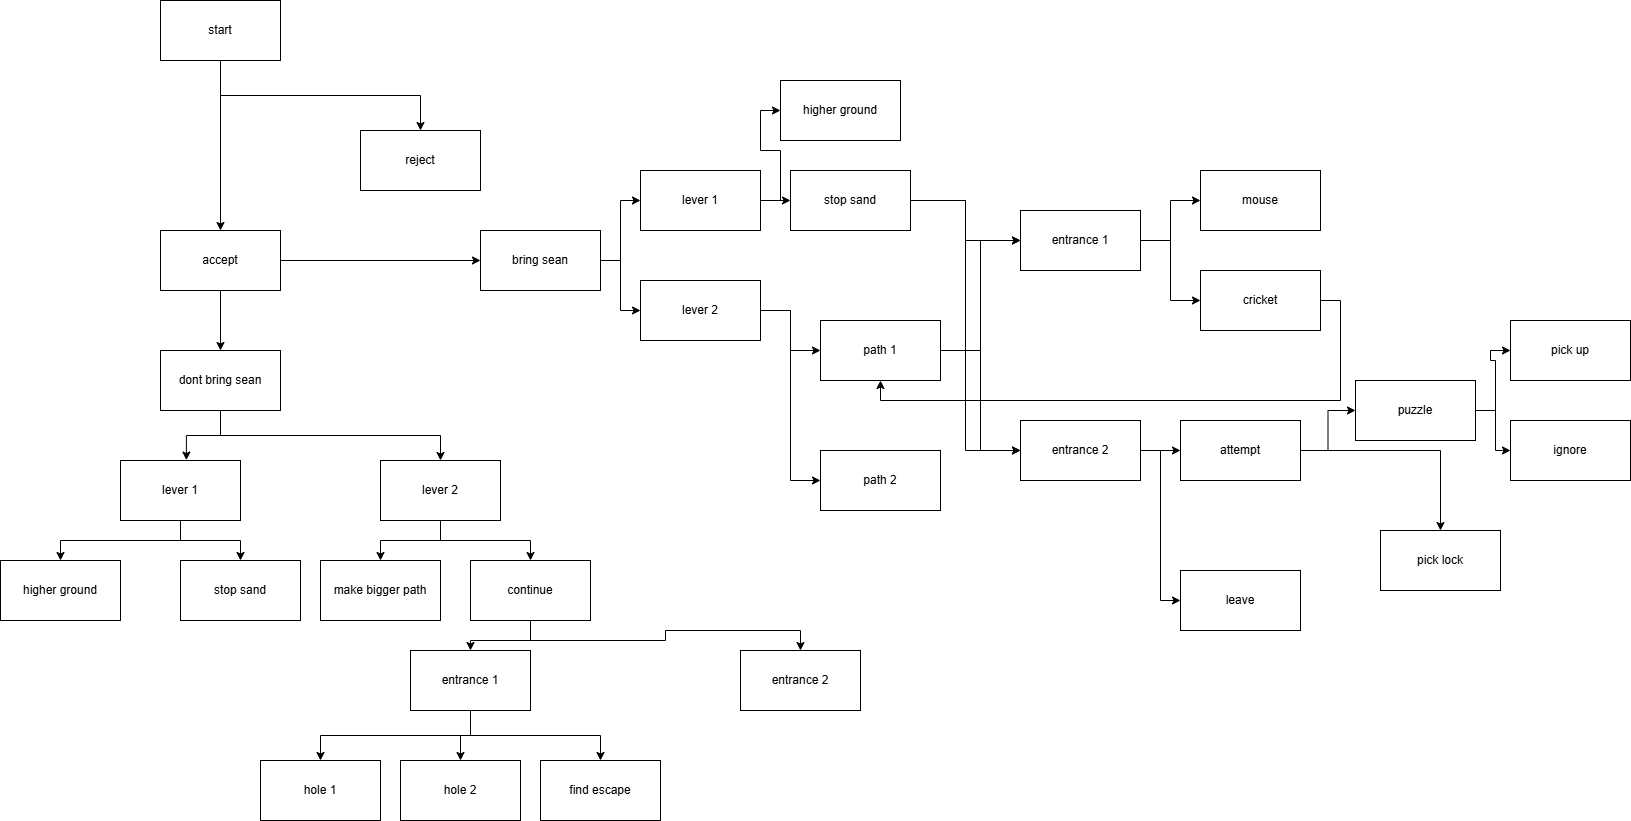 start
higher ground
reject
lever 1
stop sand
mouse
entrance 1
accept
bring sean
cricket
lever 2
path 1
pick up
dont bring sean
puzzle
entrance 2
attempt
ignore
path 2
lever 1
lever 2
pick lock
higher ground
stop sand
make bigger path
continue
leave
entrance 1
entrance 2
hole 1
hole 2
find escape